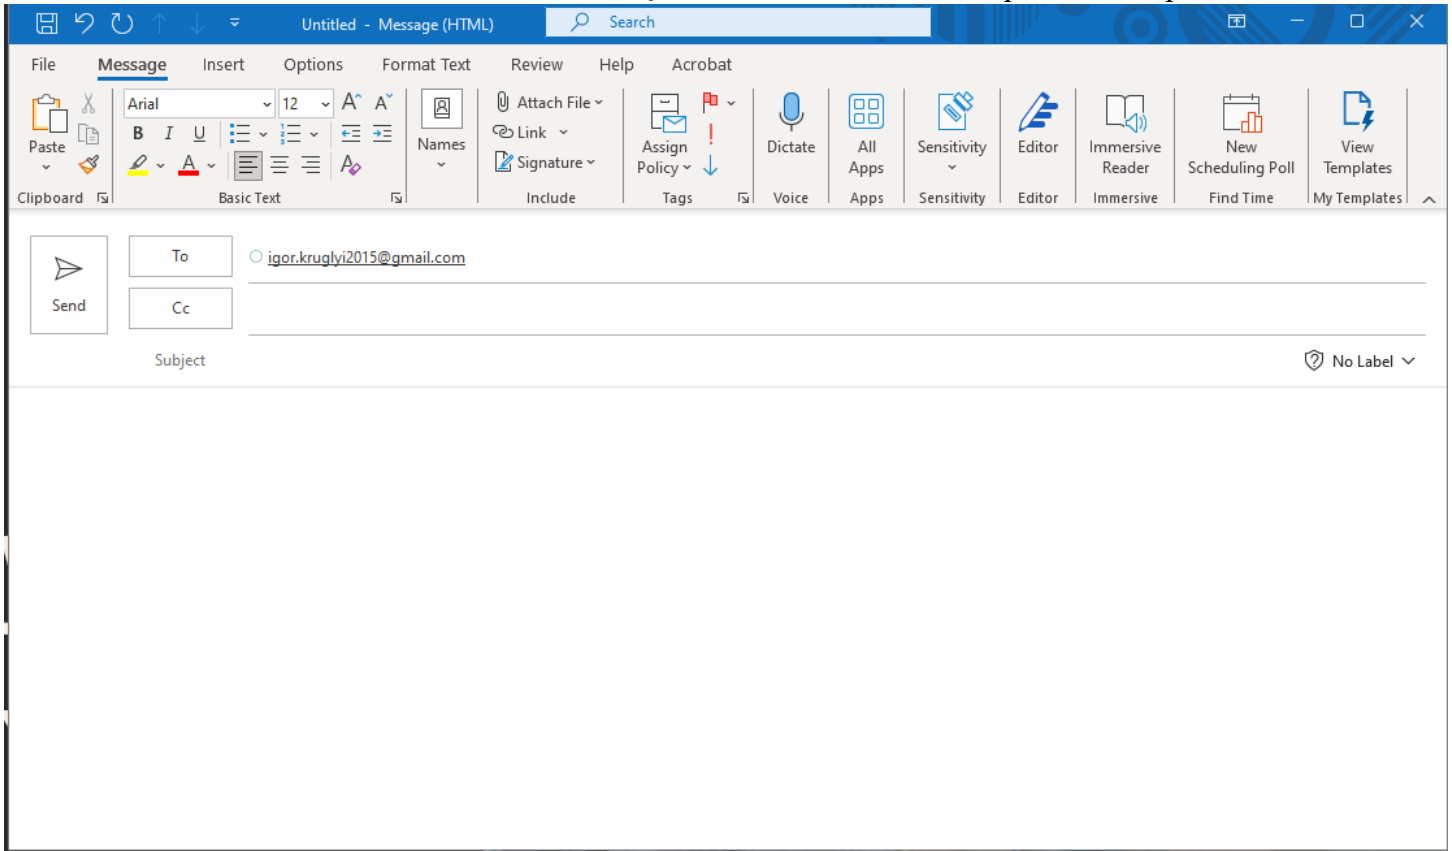 Untitled - Message (HTML) Search
File Message Insert Options Format Text Review Help Acrobat
Arial 12 Attach File
Paste B I U Names Link Assign Policy Dictate All Apps Sensitivity Editor Immersive Reader New Scheduling Poll View Templates
Signature
Clipboard Basic Text Include Tags Voice Apps Sensitivity Editor Immersive Find Time My Templates
Send
To igor.kruglyi2015@gmail.com
Cc
Subject No Label